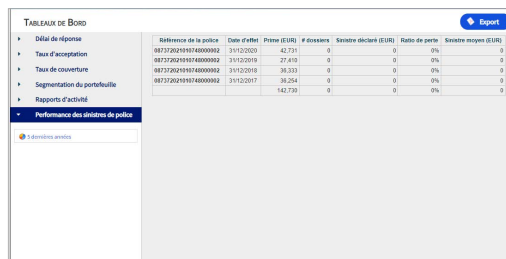 TABLEAUX DE BORD
Export
Délai de réponse
Taux d'acceptation
Taux de couverture
Segmentation du portefeuille
Rapports d'activité
Performance des sinistres de police
5 dernières années
Référence de la police Date d'effet Prime (EUR) # dossiers Sinistre déclaré (EUR) Ratio de perte Sinistre moyen (EUR)
087372021010748000002 31/12/2020 42,731 0 0 0% 0
087372021010748000002 31/12/2019 27,410 0 0 0% 0
087372021010748000002 31/12/2018 36,333 0 0 0% 0
087372021010748000002 31/12/2017 36,254 0 0 0% 0
142,730 0 0 0% 0